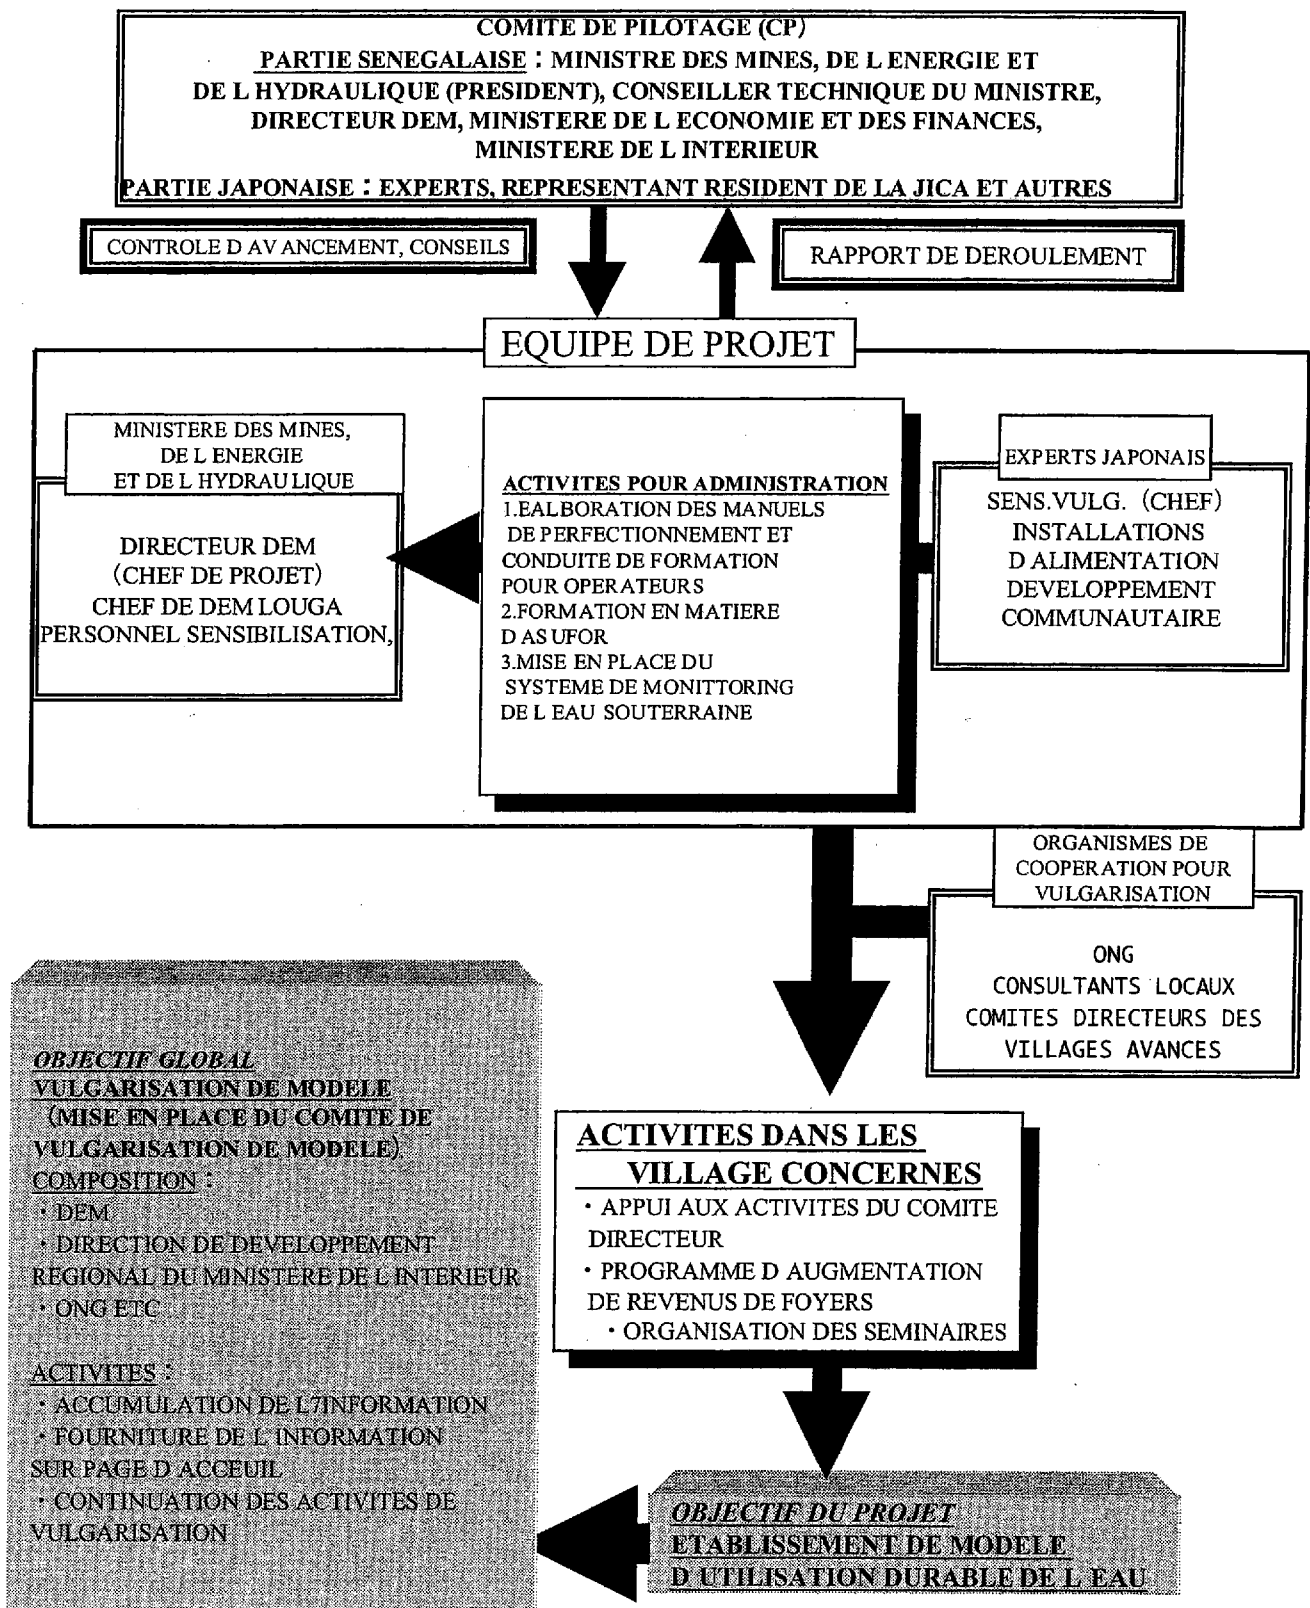 COMITE DE PILOTAGE (CP)
PARTIE SENEGALAISE : MINISTRE DES MINES, DE L ENERGIE ET
DE L HYDRAULIQUE (PRESIDENT), CONSEILLER TECHNIQUE DU MINISTRE,
DIRECTEUR DEM, MINISTERE DE L ECONOMIE ET DES FINANCES,
MINISTERE DE L INTERIEUR
PARTIE JAPONAISE : EXPERTS, REPRESENTANT RESIDENT DE LA JICA ET AUTRES
CONTROLE D AVANCEMENT, CONSEILS
RAPPORT DE DEROULEMENT
EQUIPE DE PROJET
MINISTERE DES MINES,
DE L ENERGIE
ET DE L HYDRAULIQUE
DIRECTEUR DEM
(CHEF DE PROJET)
CHEF DE DEM LOUGA
PERSONNEL SENSIBILISATION,
ACTIVITES POUR ADMINISTRATION
1.EALBORATION DES MANUELS
DE PERFECTIONNEMENT ET
CONDUITE DE FORMATION
POUR OPERATEURS
2.FORMATION EN MATIERE
D ASUFOR
3.MISE EN PLACE DU
SYSTEME DE MONITTORING
DE L EAU SOUTERRAINE
EXPERTS JAPONAIS
SENS.VULG. (CHEF)
INSTALLATIONS
D ALIMENTATION
DEVELOPPEMENT
COMMUNAUTAIRE
ORGANISMES DE
COOPERATION POUR
VULGARISATION
ONG
CONSULTANTS LOCAUX
COMITES DIRECTEURS DES
VILLAGES AVANCES
ACTIVITES DANS LES
VILLAGE CONCERNES
・APPUI AUX ACTIVITES DU COMITE
DIRECTEUR
・PROGRAMME D AUGMENTATION
DE REVENUS DE FOYERS
・ORGANISATION DES SEMINAIRES
OBJECTIF DU PROJET
ETABLISSEMENT DE MODELE
D UTILISATION DURABLE DE L EAU
OBJECTIF GLOBAL
VULGARISATION DE MODELE
(MISE EN PLACE DU COMITE DE
VULGARISATION DE MODELE)
COMPOSITION :
・DEM
・DIRECTION DE DEVELOPPEMENT
REGIONAL DU MINISTERE DE L INTERIEUR
・ONG ETC
ACTIVITES :
・ACCUMULATION DE L7INFORMATION
・FOURNITURE DE L INFORMATION
SUR PAGE D ACCEUIL
・CONTINUATION DES ACTIVITES DE
VULGARISATION